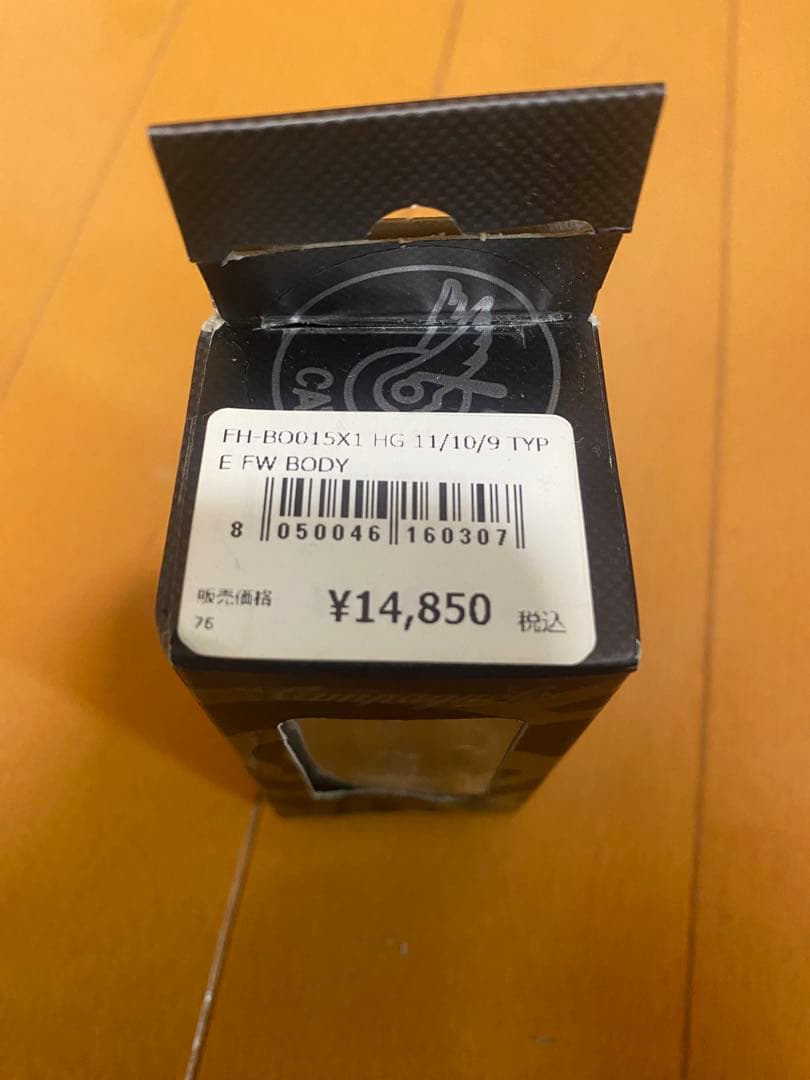 CA
FH-BO015X1 HG 11/10/9 TYP
E FW BODY
8 050046 160307
販売価格 ¥14,850 税込
76